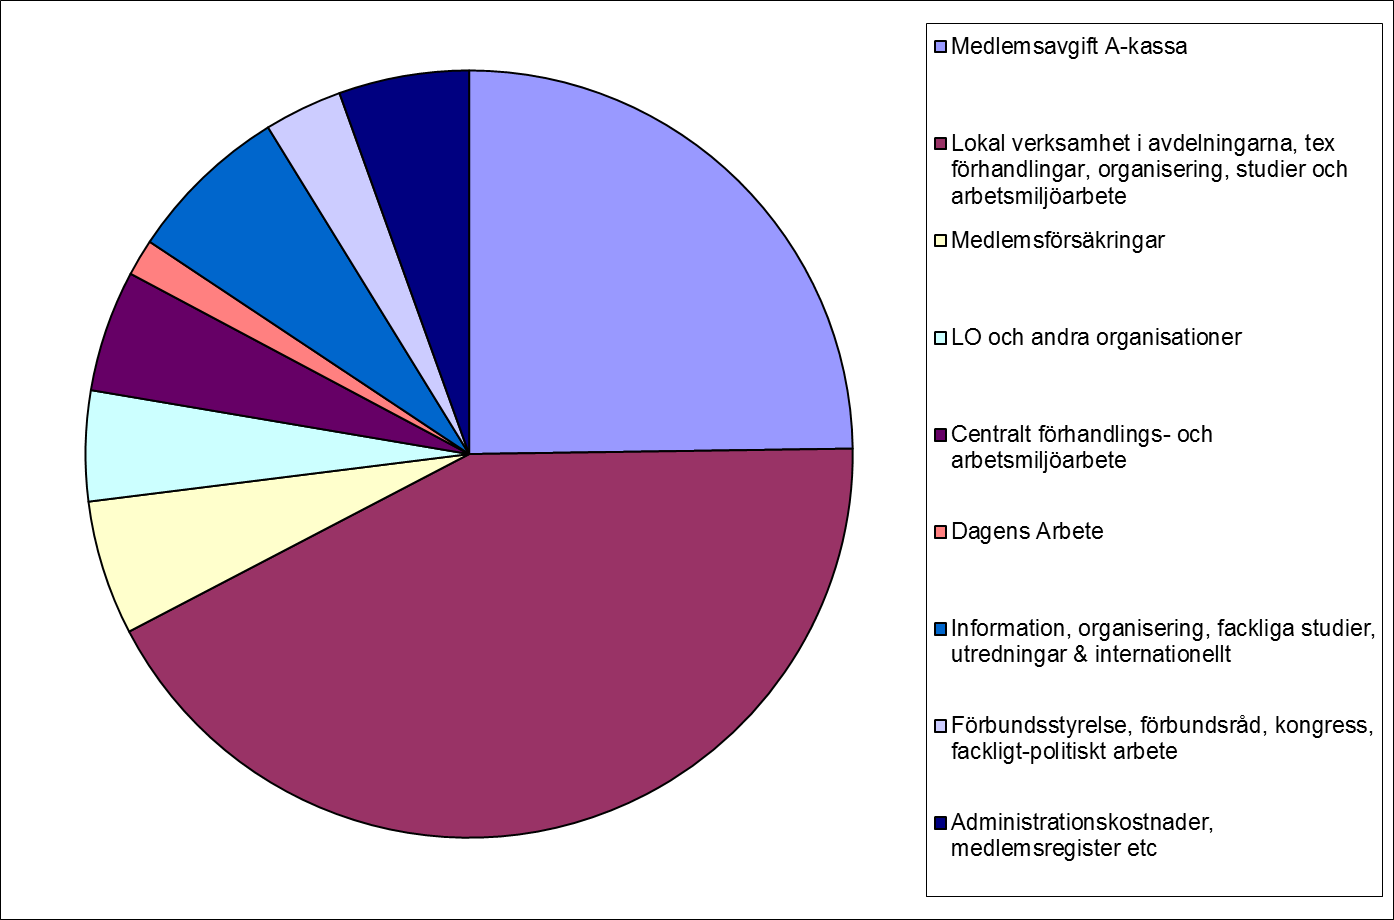 Medlemsavgift A-kassa
Lokal verksamhet i avdelningarna, tex
förhandlingar, organisering, studier och
arbetsmiljöarbete
Medlemsförsäkringar
LO och andra organisationer
Centralt förhandlings- och
arbetsmiljöarbete
Dagens Arbete
Information, organisering, fackliga studier,
utredningar & internationellt
Förbundsstyrelse, förbundsråd, kongress,
fackligt-politiskt arbete
Administrationskostnader,
medlemsregister etc